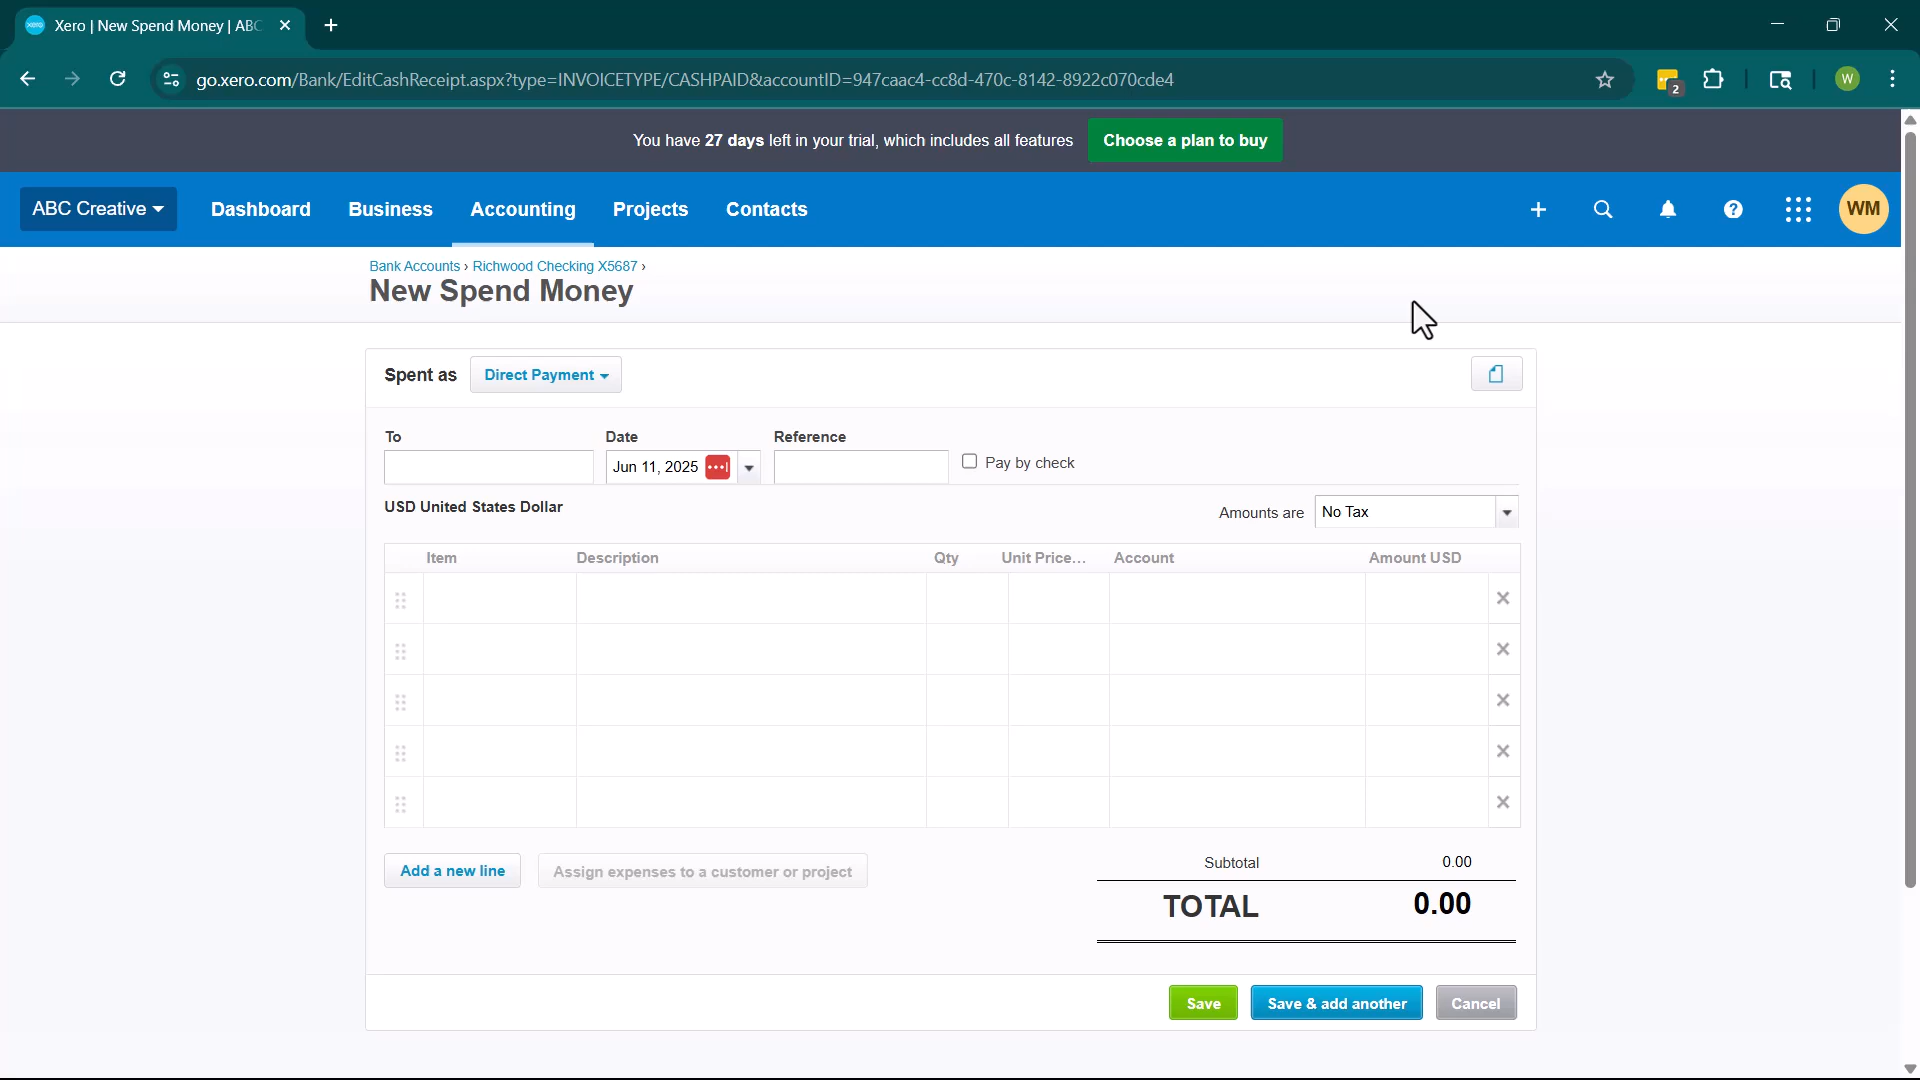 Xero | New Spend Money | ABC
go.xero.com/Bank/EditCashReceipt.aspx?type=INVOICETYPE/CASHPAID&accountID=947caac4-cc8d-470c-8142-8922c070cde4
2
W
You have 27 days left in your trial, which includes all features
Choose a plan to buy
ABC Creative
Dashboard
Business
Accounting
Projects
Contacts
WM
Bank Accounts › Richwood Checking X5687 ›
New Spend Money
Spent as
Direct Payment
To
Date
Reference
Jun 11, 2025
Pay by check
USD United States Dollar
Amounts are
No Tax
Item
Description
Qty
Unit Price...
Account
Amount USD
Add a new line
Assign expenses to a customer or project
Subtotal
0.00
TOTAL
0.00
Save
Save & add another
Cancel